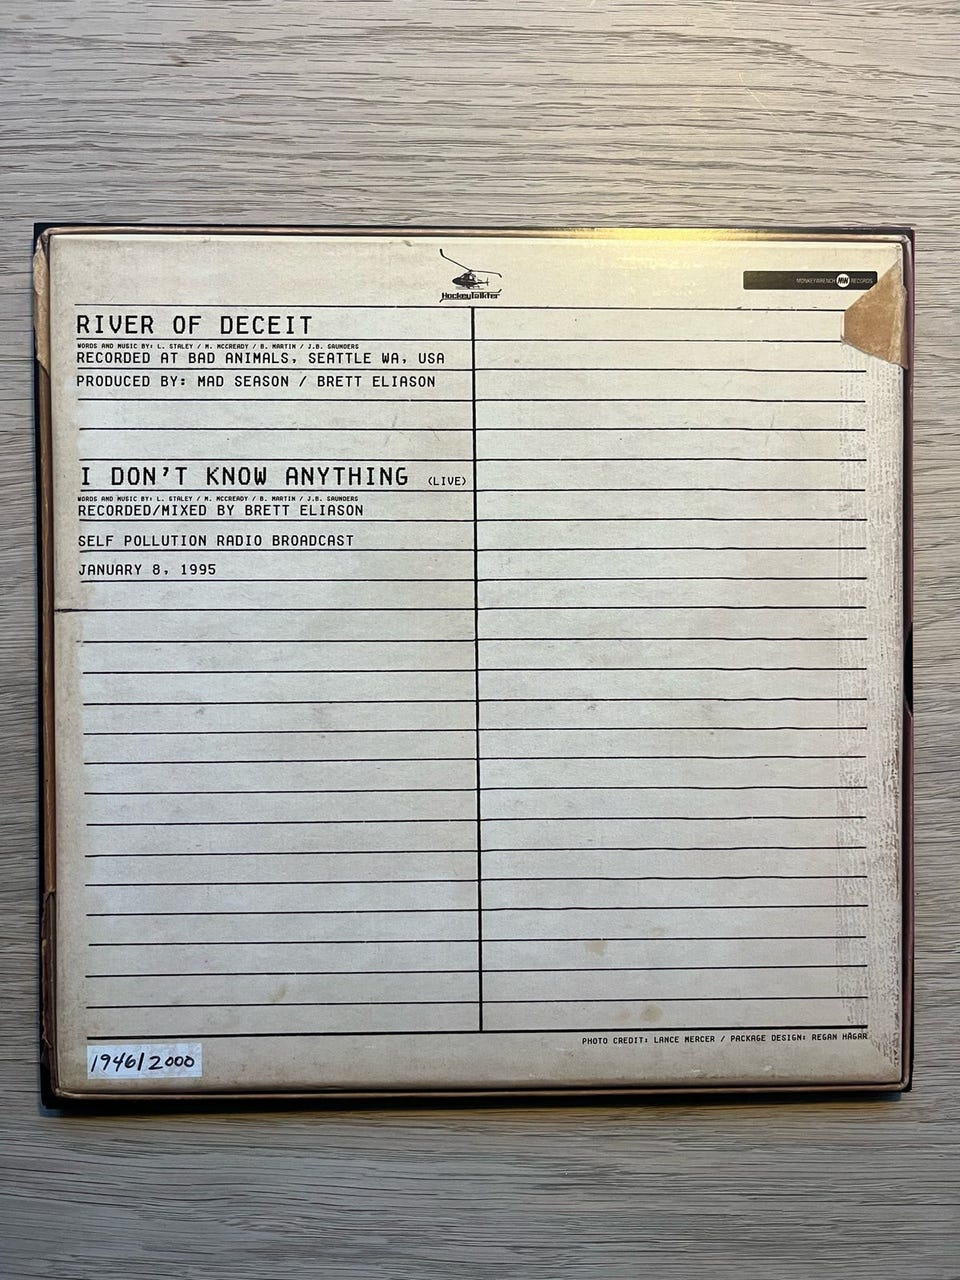 HockeyTalkter
MONKEYWRENCH MW RECORDS
RIVER OF DECEIT
WORDS AND MUSIC BY: L. STALEY / M. MCCREADY / B. MARTIN / J.B. SAUNDERS
RECORDED AT BAD ANIMALS, SEATTLE WA, USA
PRODUCED BY: MAD SEASON / BRETT ELIASON
I DON'T KNOW ANYTHING (LIVE)
WORDS AND MUSIC BY: L. STALEY / M. MCCREADY / B. MARTIN / J.B. SAUNDERS
RECORDED/MIXED BY BRETT ELIASON
SELF POLLUTION RADIO BROADCAST
JANUARY 8, 1995
PHOTO CREDIT: LANCE MERCER / PACKAGE DESIGN: REGAN HAGAR
1946/2000